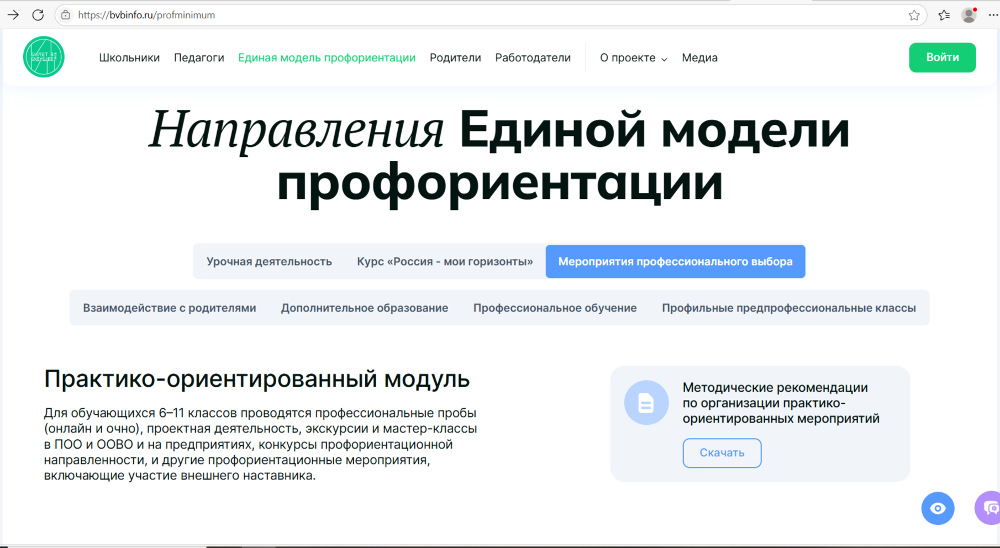 https://bvbinfo.ru/profminimum
БИЛЕТ В
БУДУЩЕЕ
Школьники Педагоги Единая модель профориентации Родители Работодатели О проекте Медиа Войти
Направления Единой модели
профориентации
Урочная деятельность Курс «Россия - мои горизонты» Мероприятия профессионального выбора
Взаимодействие с родителями Дополнительное образование Профессиональное обучение Профильные предпрофессиональные классы
Практико-ориентированный модуль
Для обучающихся 6–11 классов проводятся профессиональные пробы
(онлайн и очно), проектная деятельность, экскурсии и мастер-классы
в ПОО и ООВО и на предприятиях, конкурсы профориентационной
направленности, и другие профориентационные мероприятия,
включающие участие внешнего наставника.
Методические рекомендации
по организации практико-
ориентированных мероприятий
Скачать